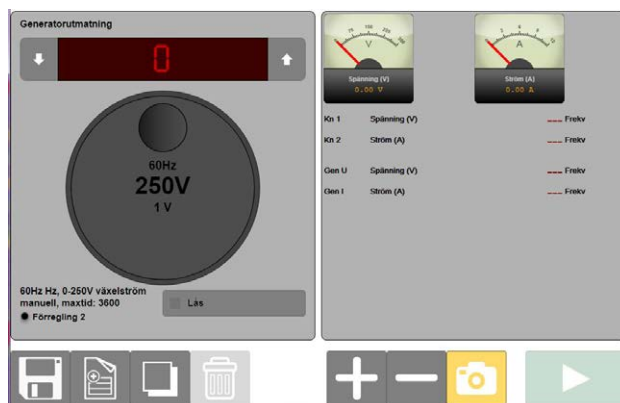 Generatorutmatning
0
60Hz
250V
1 V
60Hz Hz, 0-250V växelström
manuell, maxtid: 3600
Förregling 2
Lås
V
Spänning (V)
0.00 V
A
Ström (A)
0.00 A
Kn 1 Spänning (V) --- Frekv
Kn 2 Ström (A) --- Frekv
Gen U Spänning (V) --- Frekv
Gen I Ström (A) --- Frekv